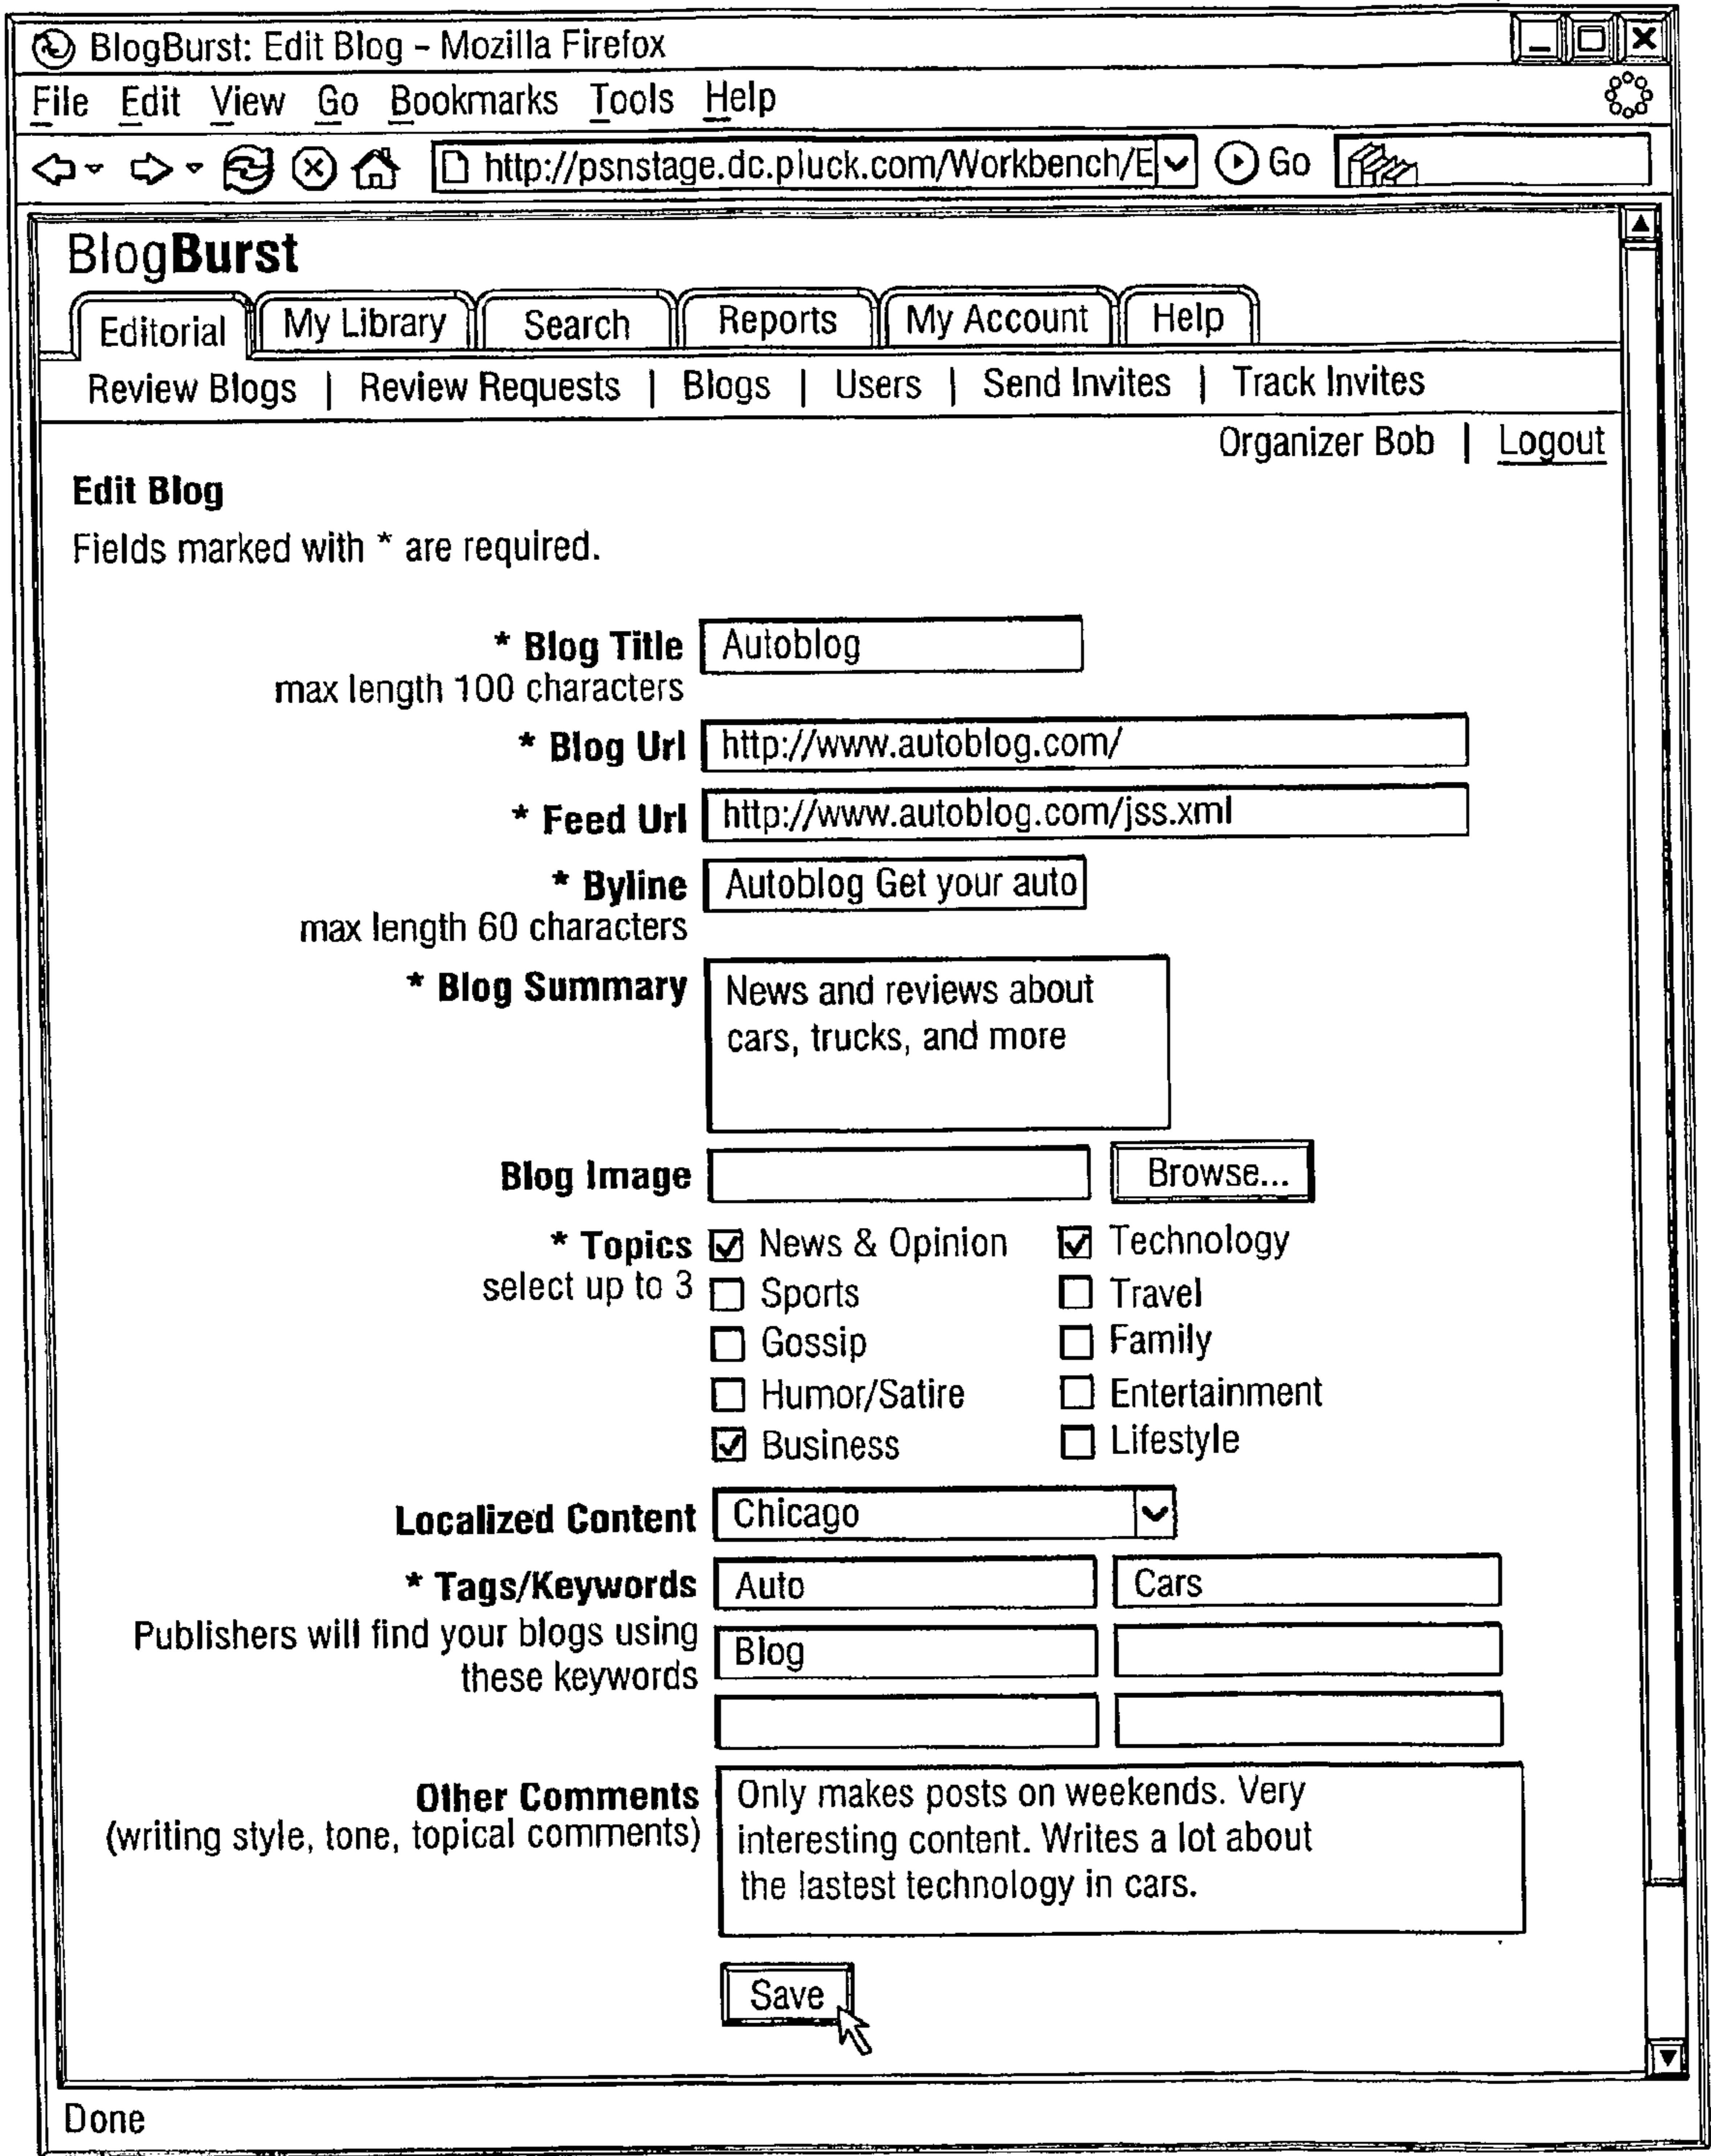 BlogBurst: Edit Blog - Mozilla Firefox
File Edit View Go Bookmarks Tools Help
http://psnstage.dc.pluck.com/Workbench/E Go
BlogBurst
Editorial My Library Search Reports My Account Help
Review Blogs | Review Requests | Blogs | Users | Send Invites | Track Invites
Organizer Bob | Logout
Edit Blog
Fields marked with * are required.
* Blog Title Autoblog
max length 100 characters
* Blog Url http://www.autoblog.com/
* Feed Url http://www.autoblog.com/jss.xml
* Byline Autoblog Get your auto
max length 60 characters
* Blog Summary News and reviews about
cars, trucks, and more
Blog Image Browse...
* Topics News & Opinion Technology
select up to 3 Sports Travel
Gossip Family
Humor/Satire Entertainment
Business Lifestyle
Localized Content Chicago
* Tags/Keywords Auto Cars
Publishers will find your blogs using Blog
these keywords
Other Comments Only makes posts on weekends. Very
(writing style, tone, topical comments) interesting content. Writes a lot about
the lastest technology in cars.
Save
Done